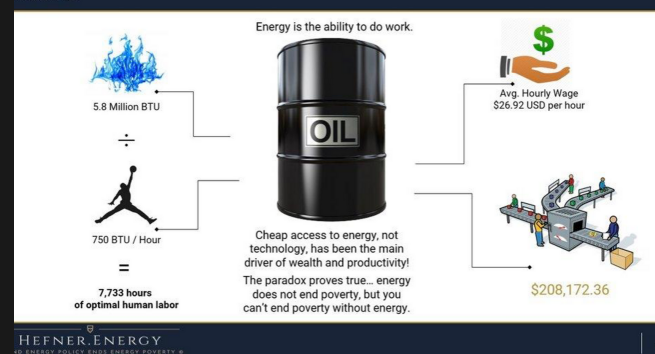 Energy is the ability to do work.
5.8 Million BTU
÷
750 BTU / Hour
=
7,733 hours
of optimal human labor
OIL
Cheap access to energy, not
technology, has been the main
driver of wealth and productivity!
The paradox proves true... energy
does not end poverty, but you
can't end poverty without energy.
$
Avg. Hourly Wage
$26.92 USD per hour
$208,172.36
HEFNER.ENERGY
ENERGY POLICY ENDS ENERGY POVERTY